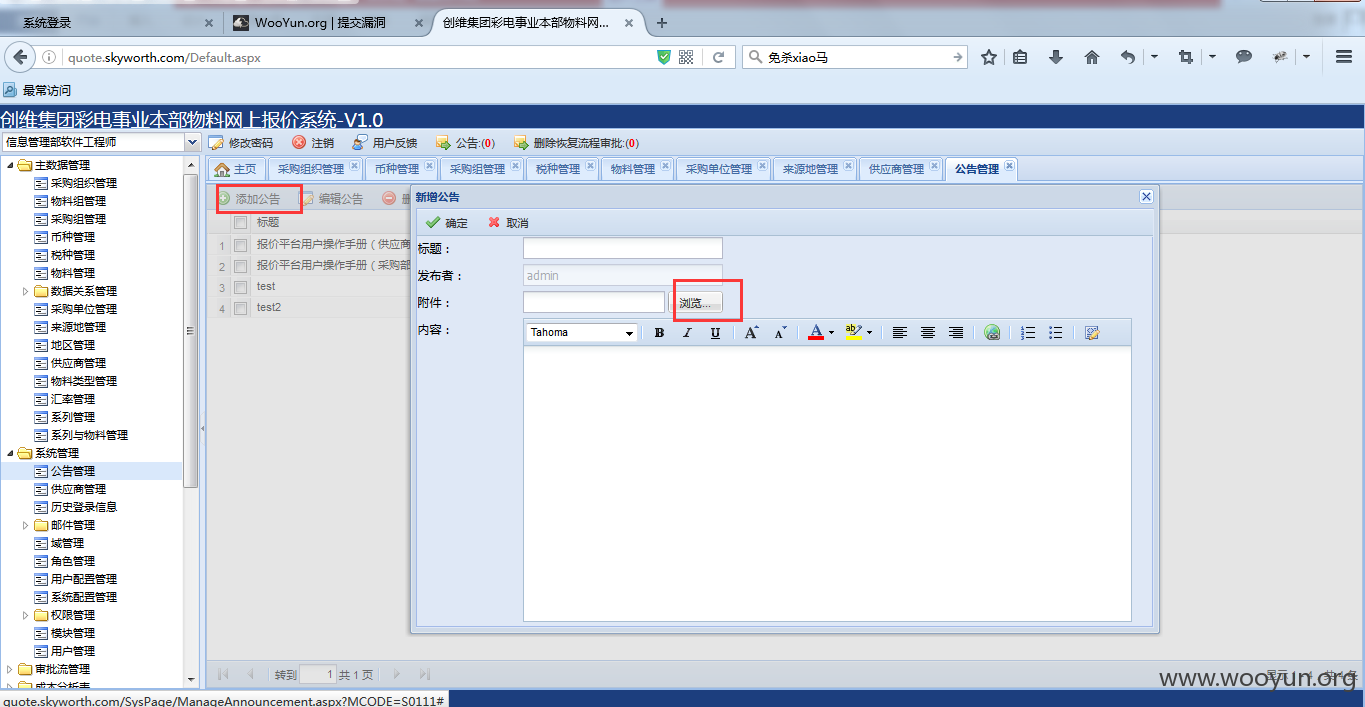 系统登录
WooYun.org | 提交漏洞
创维集团彩电事业本部物料网...
quote.skyworth.com/Default.aspx
免杀xiao马
最常访问
创维集团彩电事业本部物料网上报价系统-V1.0
信息管理部软件工程师
修改密码 注销 用户反馈 公告:(0) 删除恢复流程审批:(0)
主页 采购组织管理 币种管理 采购组管理 税种管理 物料管理 采购单位管理 来源地管理 供应商管理 公告管理
主数据管理
采购组织管理
物料组管理
采购组管理
币种管理
税种管理
物料管理
数据关系管理
采购单位管理
来源地管理
地区管理
供应商管理
物料类型管理
汇率管理
系列管理
系列与物料管理
系统管理
公告管理
供应商管理
历史登录信息
邮件管理
域管理
角色管理
用户配置管理
系统配置管理
权限管理
模块管理
用户管理
审批流管理
成本分析表
添加公告 编辑公告
标题
1 报价平台用户操作手册（供应商
2 报价平台用户操作手册（采购部
3 test
4 test2
新增公告
确定 取消
标题：
发布者： admin
附件： 浏览...
内容：
Tahoma B I U A A A ab
转到 1 共 1 页
www.wooyun.org
quote.skyworth.com/SysPage/ManageAnnouncement.aspx?MCODE=S0111#